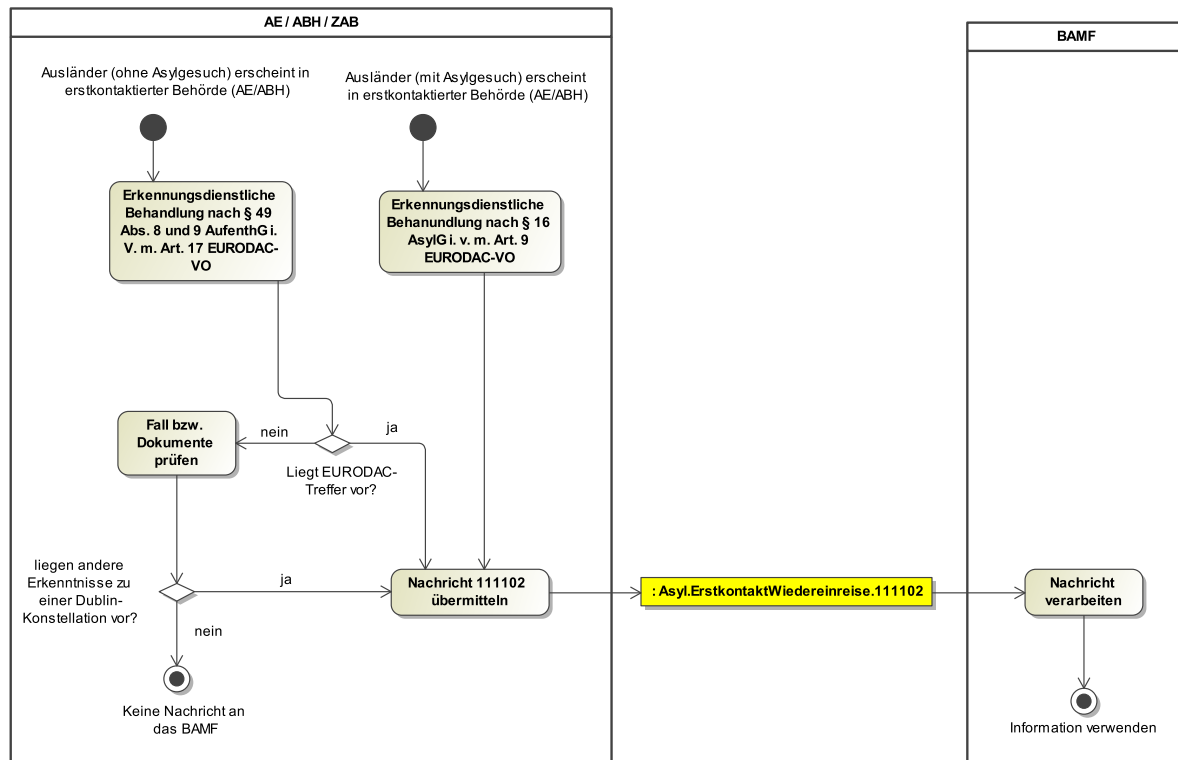 AE / ABH / ZAB
BAMF
Ausländer (ohne Asylgesuch) erscheint in
erstkontaktierter Behörde (AE/ABH)
Ausländer (mit Asylgesuch) erscheint
in erstkontaktierter Behörde (AE/ABH)
Erkennungsdienstliche
Behandlung nach § 49
Abs. 8 und 9 AufenthG i.
V. m. Art. 17 EURODAC-
VO
Erkennungsdienstliche
Behanundlung nach § 16
AsylG i. v. m. Art. 9
EURODAC-VO
Fall bzw.
Dokumente
prüfen
nein
ja
Liegt EURODAC-
Treffer vor?
liegen andere
Erkenntnisse zu
einer Dublin-
Konstellation vor?
ja
nein
Nachricht 111102
übermitteln
: Asyl.ErstkontaktWiedereinreise.111102
Nachricht
verarbeiten
Keine Nachricht an
das BAMF
Information verwenden